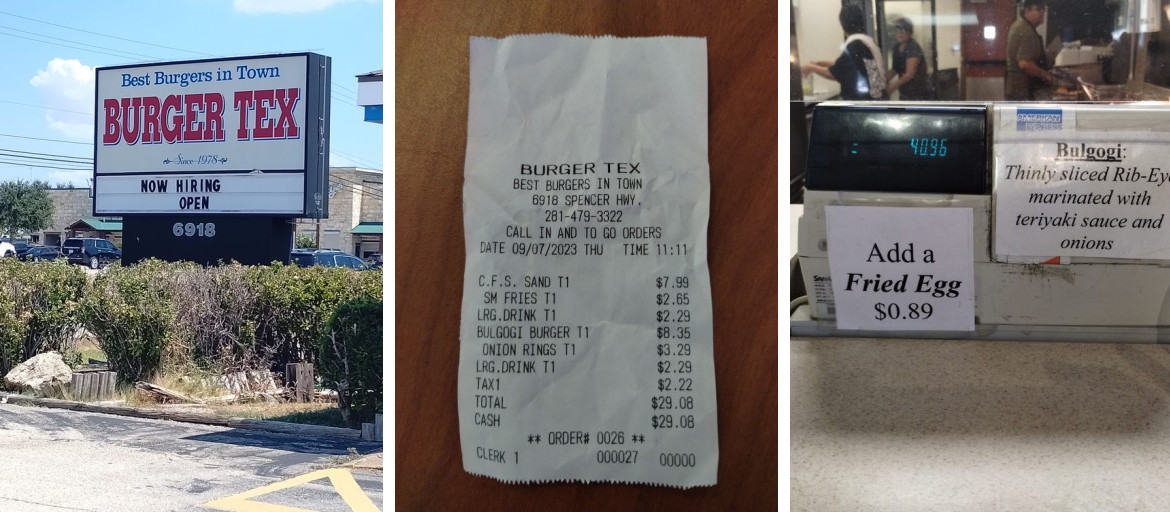 Best Burgers in Town
BURGER TEX
Since 1978
NOW HIRING
OPEN
6918
BURGER TEX
BEST BURGERS IN TOWN
6918 SPENCER HWY.
281-479-3322
CALL IN AND TO GO ORDERS
DATE 09/07/2023 THU TIME 11:11
C.F.S. SAND T1 $7.99
SM FRIES T1 $2.65
LRG.DRINK T1 $2.29
BULGOGI BURGER T1 $8.35
ONION RINGS T1 $3.29
LRG.DRINK T1 $2.29
TAX1 $2.22
TOTAL $29.08
CASH $29.08
** ORDER# 0026 **
CLERK 1 000027 00000
= 40.96
Add a
Fried Egg
$0.89
AMERICAN
EXPRESS
Bulgogi:
Thinly sliced Rib-Eye
marinated with
teriyaki sauce and
onions